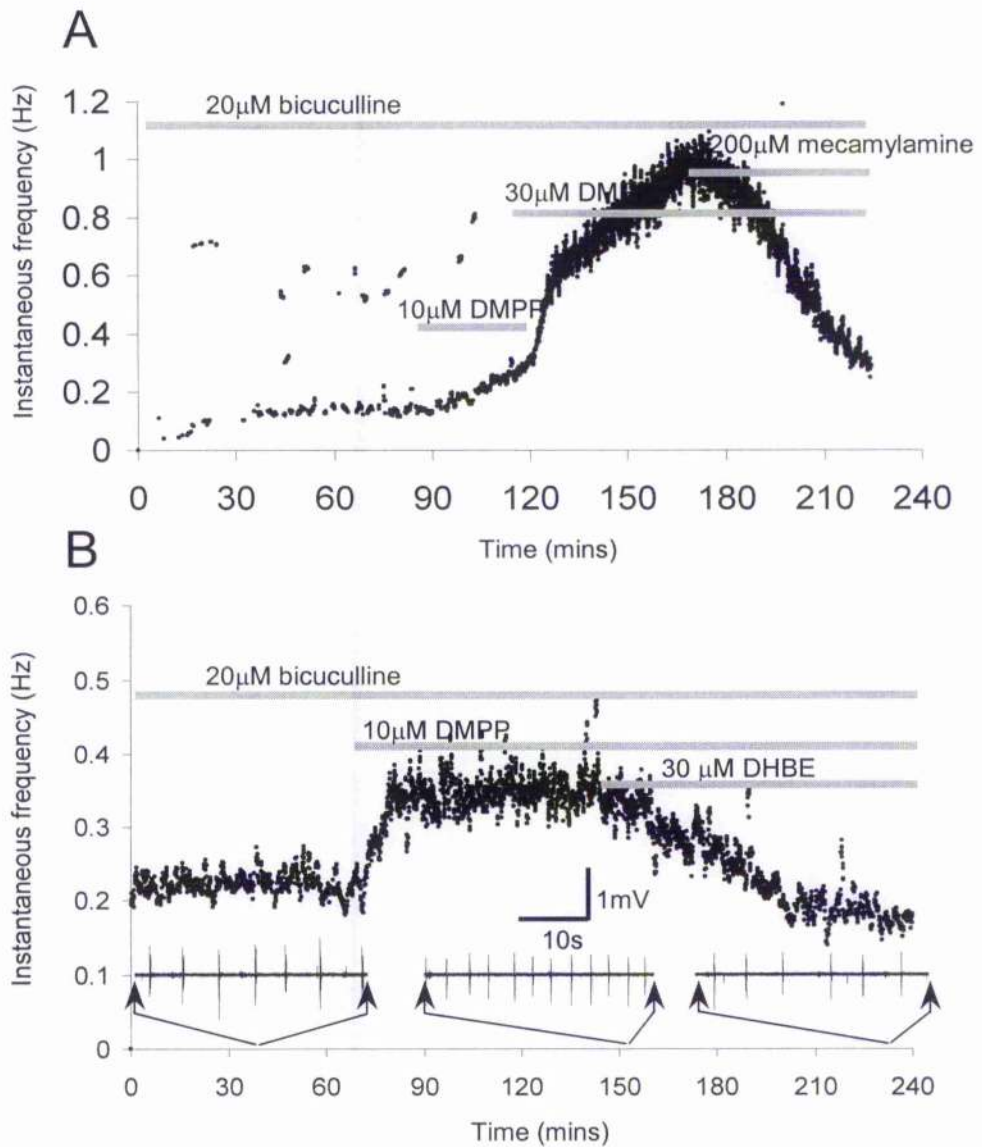 A
Instantaneous frequency (Hz)
1.2
1
0.8
0.6
0.4
0.2
0
20µM bicuculline
200µM mecamylamine
30µM
10µM DMPP
0 30 60 90 120 150 180 210 240
Time (mins)
B
Instantaneous frequency (Hz)
0.6
0.5
0.4
0.3
0.2
0.1
0
20µM bicuculline
10µM DMPP
30 µM DHBE
1mV
10s
0 30 60 90 120 150 180 210 240
Time (mins)